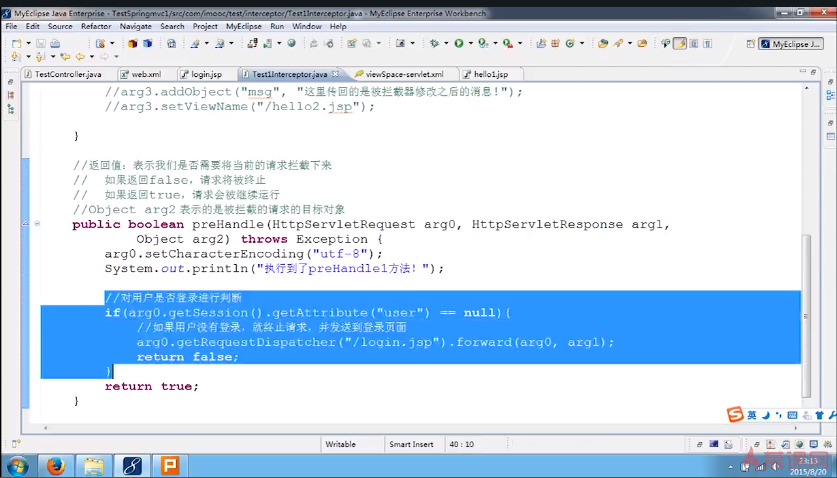 MyEclipse Java Enterprise - TestSpringmvc1/src/com/imooc/test/interceptor/Test1Interceptor.java - MyEclipse Enterprise Workbench
File Edit Source Refactor Navigate Search Project MyEclipse Run Window Help
MyEclipse J...
TestController.java web.xml login.jsp Test1Interceptor.java viewSpace-servlet.xml hello1.jsp
//arg3.addObject("msg", "这里传回的是被拦截器修改之后的消息!");
//arg3.setViewName("/hello2.jsp");
}
//返回值：表示我们是否需要将当前的请求拦截下来
// 如果返回false，请求将被终止
// 如果返回true，请求会被继续运行
//Object arg2表示的是被拦截的请求的目标对象
public boolean preHandle(HttpServletRequest arg0, HttpServletResponse arg1,
Object arg2) throws Exception {
arg0.setCharacterEncoding("utf-8");
System.out.println("执行到了preHandle1方法！");
//对用户是否登录进行判断
if(arg0.getSession().getAttribute("user") == null){
//如果用户没有登录，就终止请求，并发送到登录页面
arg0.getRequestDispatcher("/login.jsp").forward(arg0, arg1);
return false;
}
return true;
}
英
Writable Smart Insert 40 : 10
2015/8/20